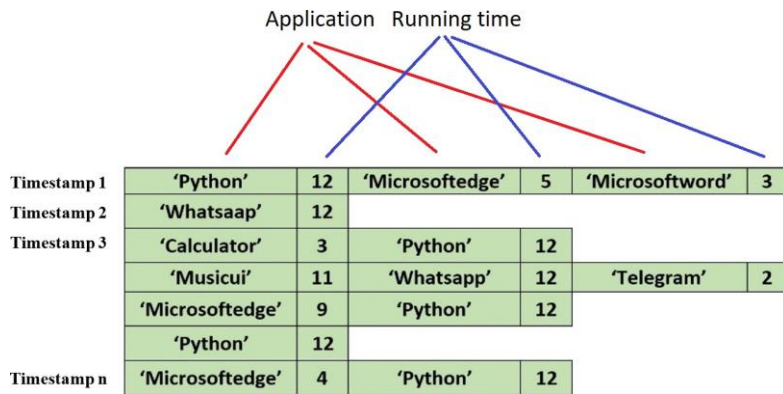 Application Running time
Timestamp 1 ‘Python’ 12 ‘Microsoftedge’ 5 ‘Microsoftword’ 3
Timestamp 2 ‘Whatsaap’ 12
Timestamp 3 ‘Calculator’ 3 ‘Python’ 12
‘Musicui’ 11 ‘Whatsapp’ 12 ‘Telegram’ 2
‘Microsoftedge’ 9 ‘Python’ 12
‘Python’ 12
Timestamp n ‘Microsoftedge’ 4 ‘Python’ 12